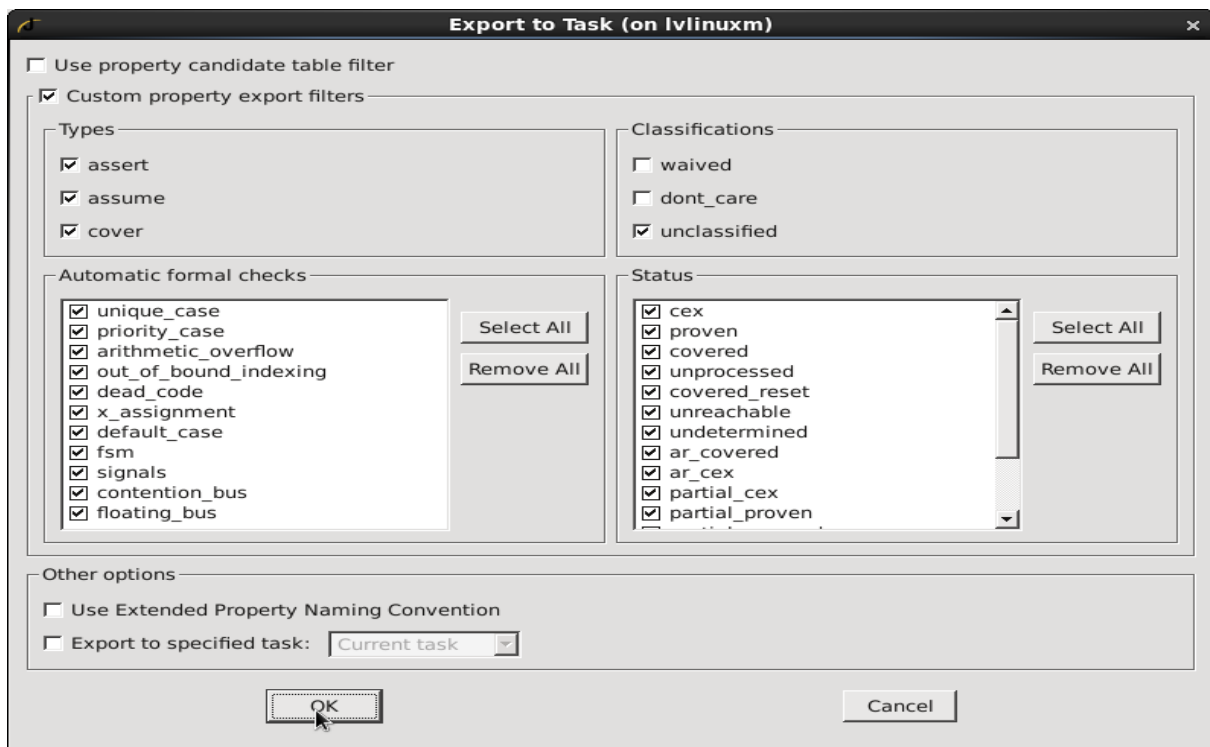 Export to Task (on lvlinuxm)
Use property candidate table filter
Custom property export filters
Types
assert
assume
cover
Classifications
waived
dont_care
unclassified
Automatic formal checks
unique_case
priority_case
arithmetic_overflow
out_of_bound_indexing
dead_code
x_assignment
default_case
fsm
signals
contention_bus
floating_bus
Select All
Remove All
Status
cex
proven
covered
unprocessed
covered_reset
unreachable
undetermined
ar_covered
ar_cex
partial_cex
partial_proven
Select All
Remove All
Other options
Use Extended Property Naming Convention
Export to specified task: Current task
OK
Cancel